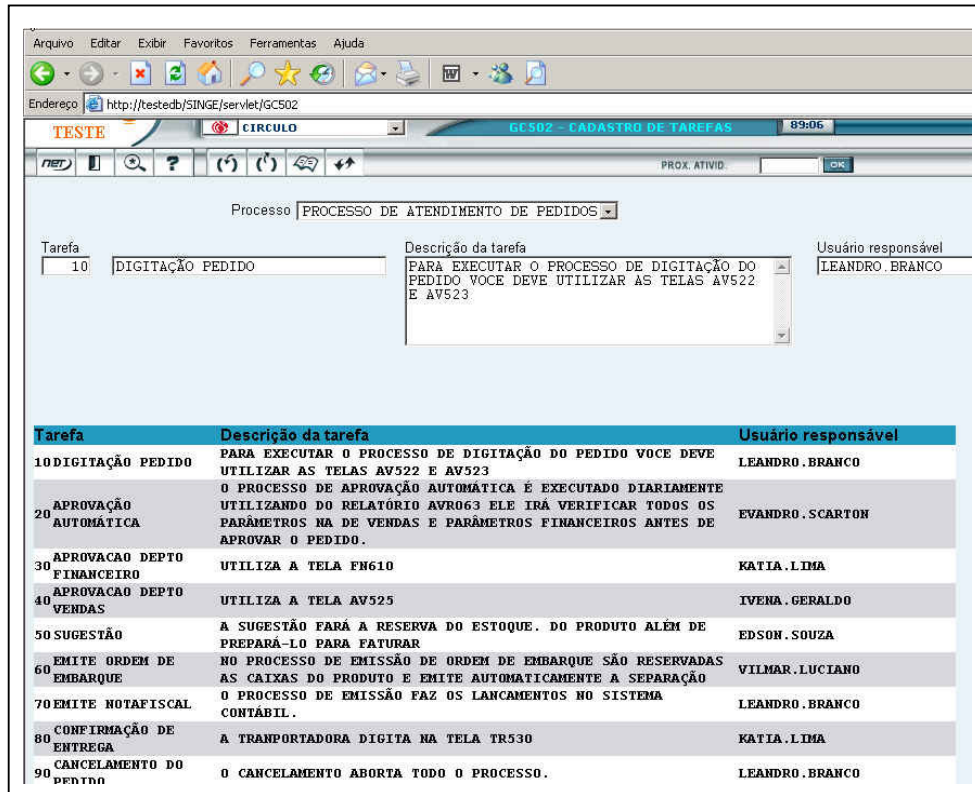 Arquivo Editar Exibir Favoritos Ferramentas Ajuda
Endereço http://testedb/SINGE/servlet/GC502
TESTE CIRCULO GC502 - CADASTRO DE TAREFAS 89:06
net) ? PROX. ATIVID. OK
Processo PROCESSO DE ATENDIMENTO DE PEDIDOS
Tarefa Descrição da tarefa Usuário responsável
10 DIGITAÇÃO PEDIDO PARA EXECUTAR O PROCESSO DE DIGITAÇÃO DO LEANDRO.BRANCO
PEDIDO VOCE DEVE UTILIZAR AS TELAS AV522
E AV523
Tarefa Descrição da tarefa Usuário responsável
10 DIGITAÇÃO PEDIDO PARA EXECUTAR O PROCESSO DE DIGITAÇÃO DO PEDIDO VOCE DEVE LEANDRO.BRANCO
UTILIZAR AS TELAS AV522 E AV523
O PROCESSO DE APROVAÇÃO AUTOMÁTICA É EXECUTADO DIARIAMENTE
20 APROVAÇÃO UTILIZANDO DO RELATÓRIO AVR063 ELE IRÁ VERIFICAR TODOS OS EVANDRO.SCARTON
AUTOMÁTICA PARÂMETROS NA DE VENDAS E PARÂMETROS FINANCEIROS ANTES DE
APROVAR O PEDIDO.
30 APROVACAO DEPTO UTILIZA A TELA FN610 KATIA.LIMA
FINANCEIRO
40 APROVACAO DEPTO UTILIZA A TELA AV525 IVENA.GERALDO
VENDAS
50 SUGESTÃO A SUGESTÃO FARÁ A RESERVA DO ESTOQUE. DO PRODUTO ALÉM DE EDSON.SOUZA
PREPARÁ-LO PARA FATURAR
60 EMITE ORDEM DE NO PROCESSO DE EMISSÃO DE ORDEM DE EMBARQUE SÃO RESERVADAS VILMAR.LUCIANO
EMBARQUE AS CAIXAS DO PRODUTO E EMITE AUTOMATICAMENTE A SEPARAÇÃO
70 EMITE NOTAFISCAL O PROCESSO DE EMISSÃO FAZ OS LANCAMENTOS NO SISTEMA LEANDRO.BRANCO
CONTÁBIL.
80 CONFIRMAÇÃO DE A TRANPORTADORA DIGITA NA TELA TR530 KATIA.LIMA
ENTREGA
90 CANCELAMENTO DO O CANCELAMENTO ABORTA TODO O PROCESSO. LEANDRO.BRANCO
PEDIDO